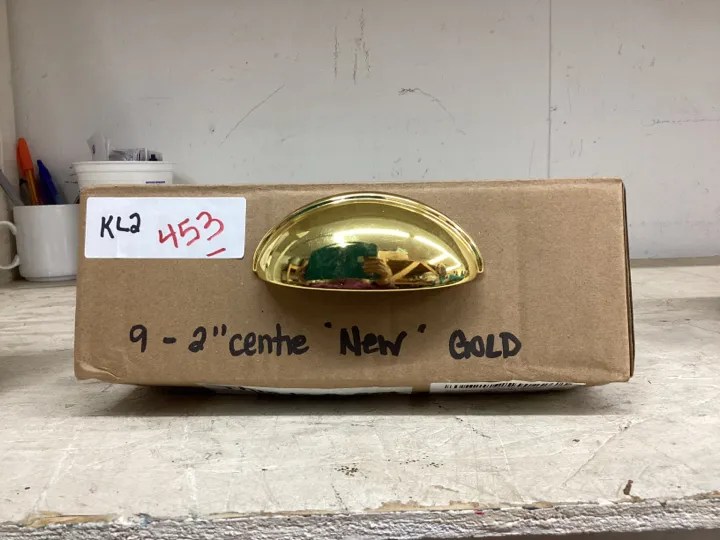 KL2 453
9 - 2" centre "New" GOLD